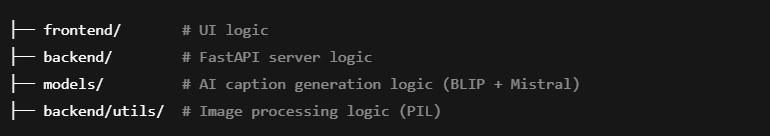 ├── frontend/       # UI logic
├── backend/        # FastAPI server logic
├── models/         # AI caption generation logic (BLIP + Mistral)
├── backend/utils/  # Image processing logic (PIL)